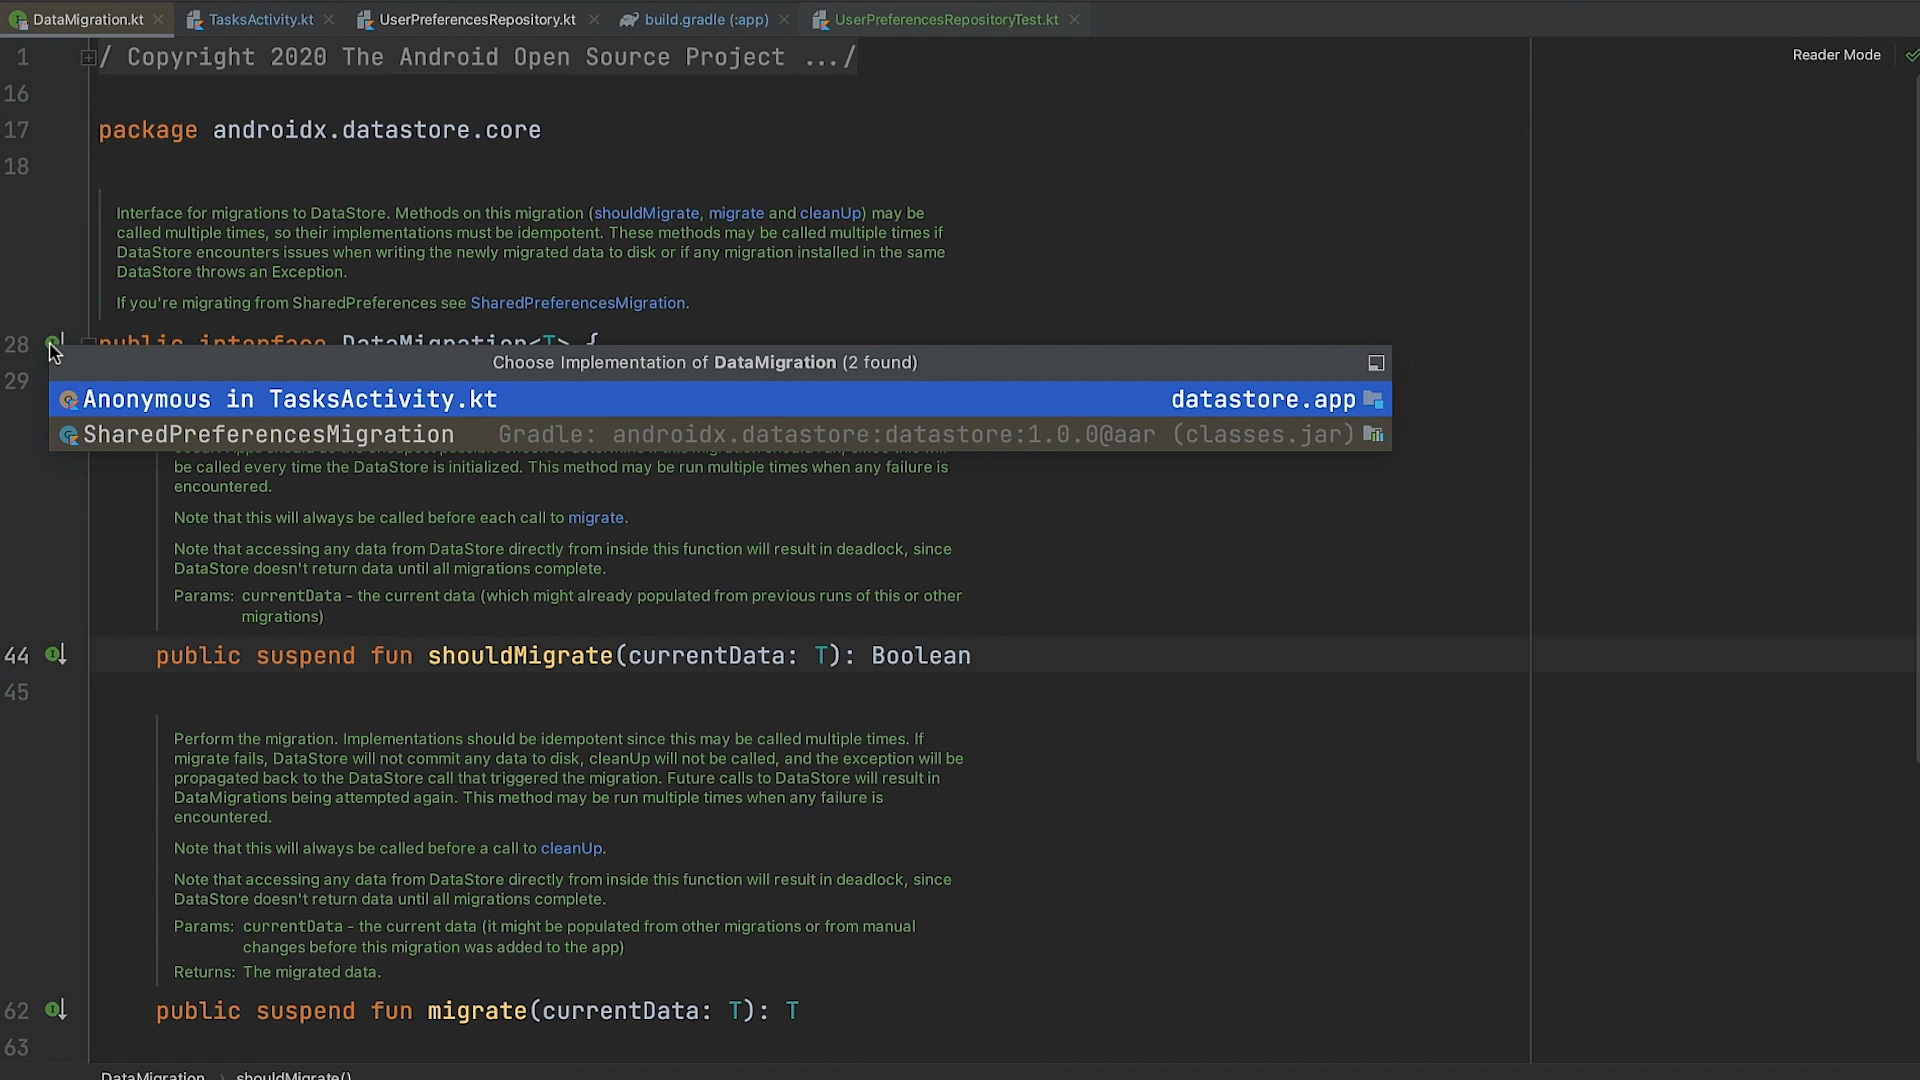 DataMigration.kt
TasksActivity.kt
UserPreferencesRepository.kt
build.gradle (:app)
UserPreferencesRepositoryTest.kt
1 / Copyright 2020 The Android Open Source Project .../
Reader Mode
16
17 package androidx.datastore.core
18
Interface for migrations to DataStore. Methods on this migration (shouldMigrate, migrate and cleanUp) may be
called multiple times, so their implementations must be idempotent. These methods may be called multiple times if
DataStore encounters issues when writing the newly migrated data to disk or if any migration installed in the same
DataStore throws an Exception.
If you're migrating from SharedPreferences see SharedPreferencesMigration.
28 public interface DataMigration<T> {
29
Choose Implementation of DataMigration (2 found)
Anonymous in TasksActivity.kt datastore.app
SharedPreferencesMigration Gradle: androidx.datastore:datastore:1.0.0@aar (classes.jar)
be called every time the DataStore is initialized. This method may be run multiple times when any failure is
encountered.
Note that this will always be called before each call to migrate.
Note that accessing any data from DataStore directly from inside this function will result in deadlock, since
DataStore doesn't return data until all migrations complete.
Params: currentData - the current data (which might already populated from previous runs of this or other
migrations)
44 public suspend fun shouldMigrate(currentData: T): Boolean
45
Perform the migration. Implementations should be idempotent since this may be called multiple times. If
migrate fails, DataStore will not commit any data to disk, cleanUp will not be called, and the exception will be
propagated back to the DataStore call that triggered the migration. Future calls to DataStore will result in
DataMigrations being attempted again. This method may be run multiple times when any failure is
encountered.
Note that this will always be called before a call to cleanUp.
Note that accessing any data from DataStore directly from inside this function will result in deadlock, since
DataStore doesn't return data until all migrations complete.
Params: currentData - the current data (it might be populated from other migrations or from manual
changes before this migration was added to the app)
Returns: The migrated data.
62 public suspend fun migrate(currentData: T): T
63
DataMigration › shouldMigrate()